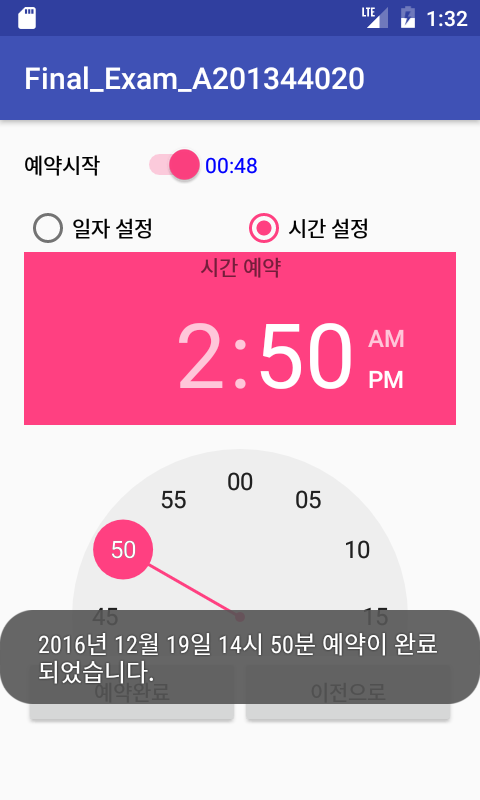 LTE 1:32
Final_Exam_A201344020
예약시작 00:48
일자 설정 시간 설정
시간 예약
2:50 AM
PM
00
55 05
50 10
45 15
2016년 12월 19일 14시 50분 예약이 완료
되었습니다.
예약완료 이전으로